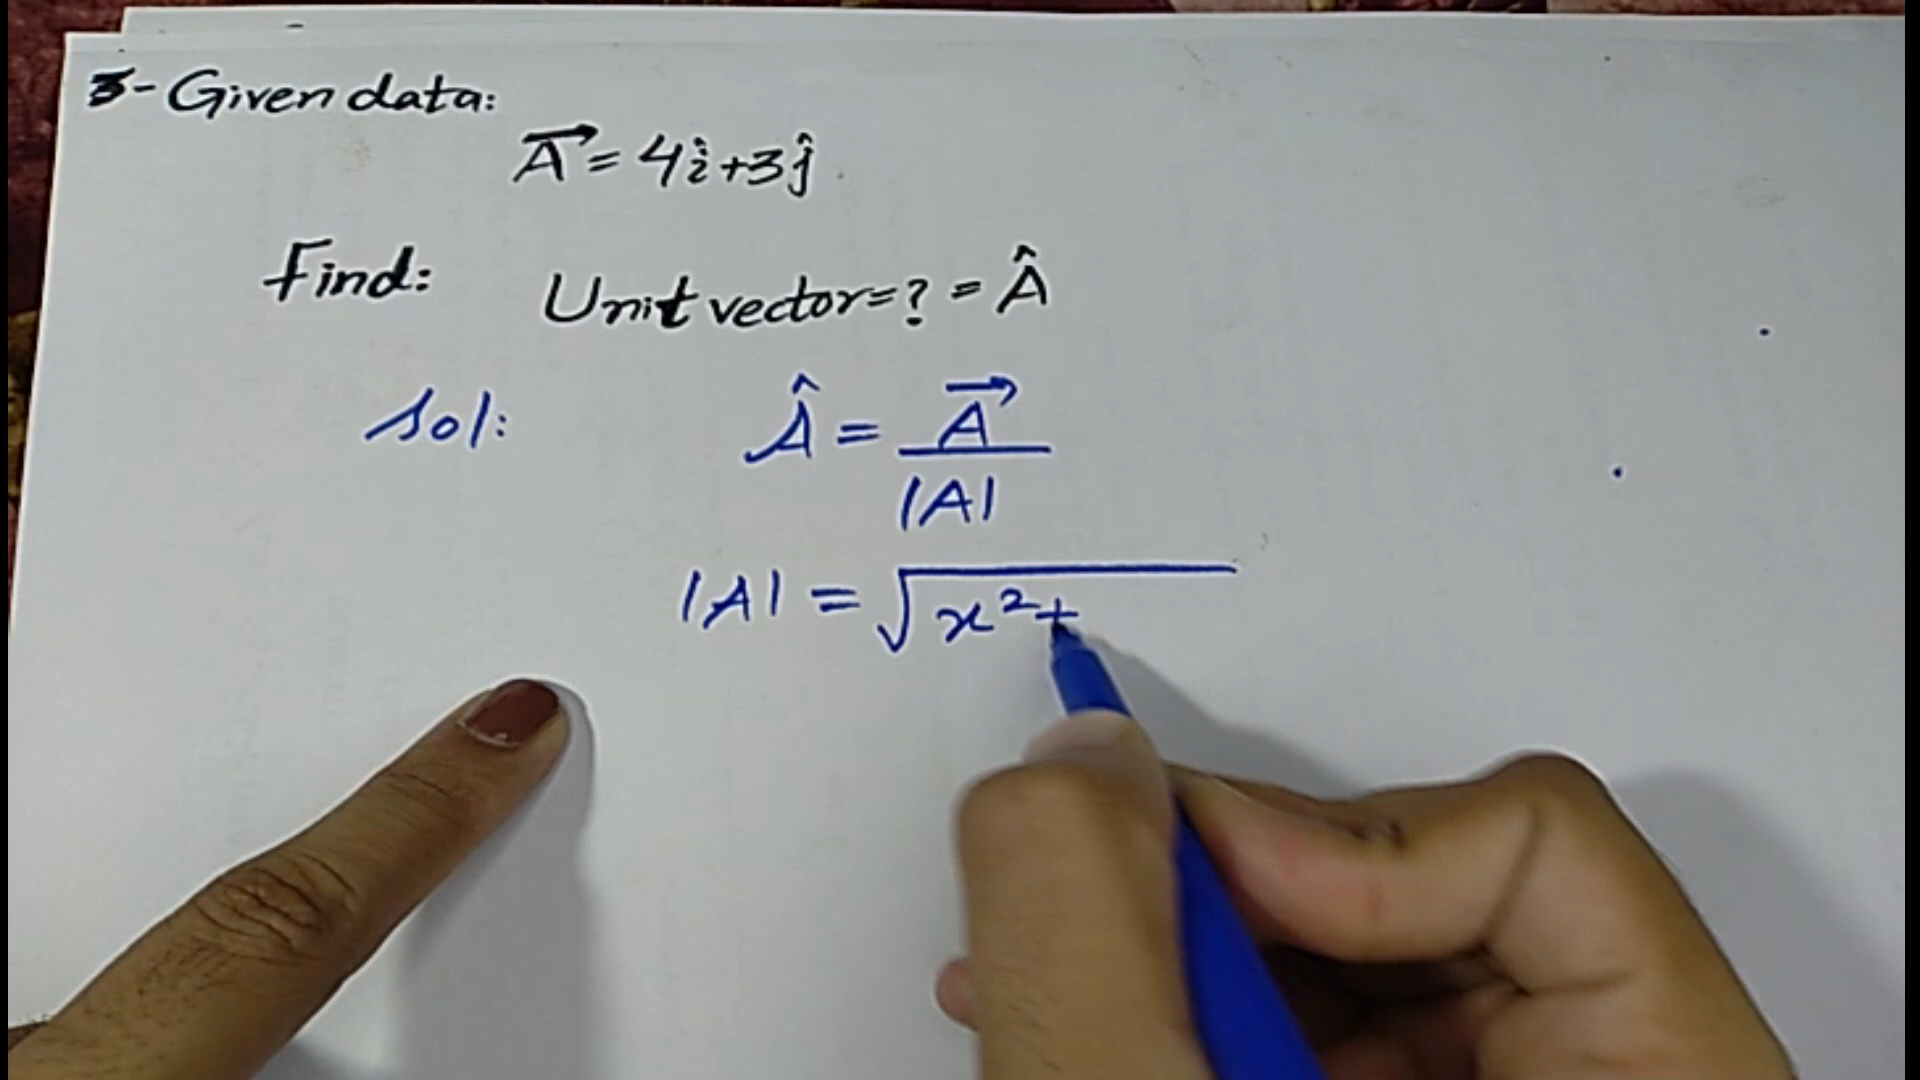 3- Given data:
A⃗ = 4î+3ĵ
Find: Unit vector=? = Â
Sol: Â = A⃗ / |A|
|A| = √x²+